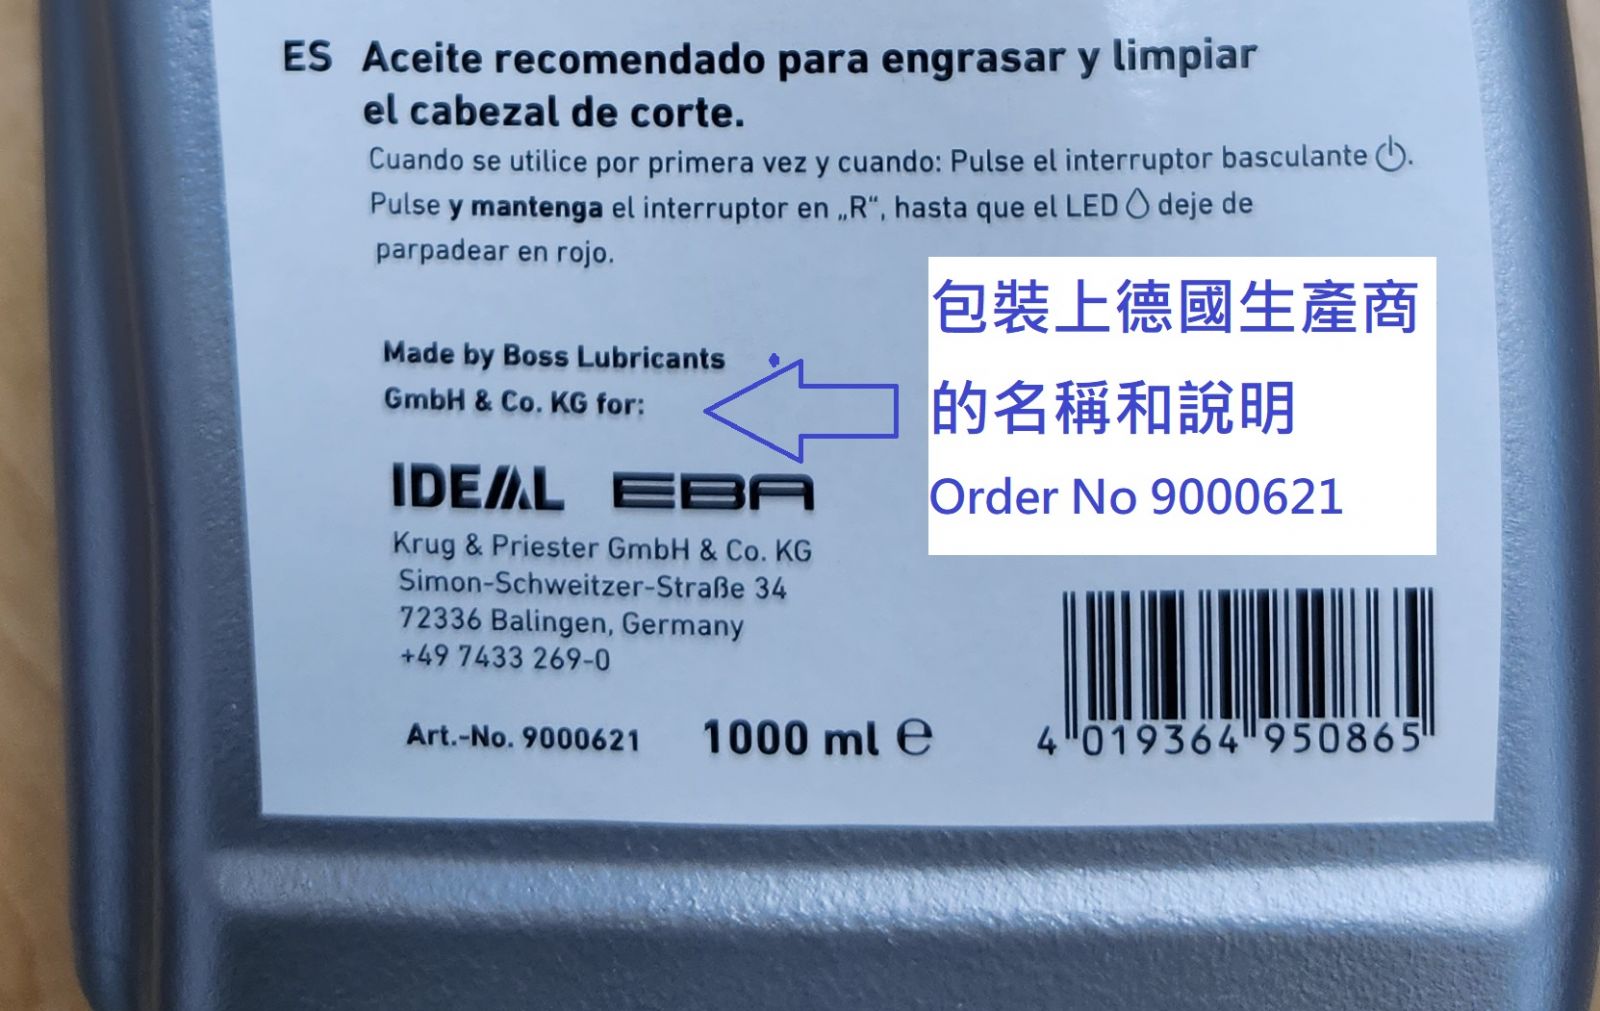 ES Aceite recomendado para engrasar y limpiar
el cabezal de corte.
Cuando se utilice por primera vez y cuando: Pulse el interruptor basculante ⏻.
Pulse y mantenga el interruptor en „R“, hasta que el LED 💧 deje de
parpadear en rojo.
Made by Boss Lubricants
GmbH & Co. KG for:
IDEAL EBA
Krug & Priester GmbH & Co. KG
Simon-Schweitzer-Straße 34
72336 Balingen, Germany
+49 7433 269-0
Art.-No. 9000621 1000 ml ℮
包裝上德國生產商
的名稱和說明
Order No 9000621
4 019364 950865